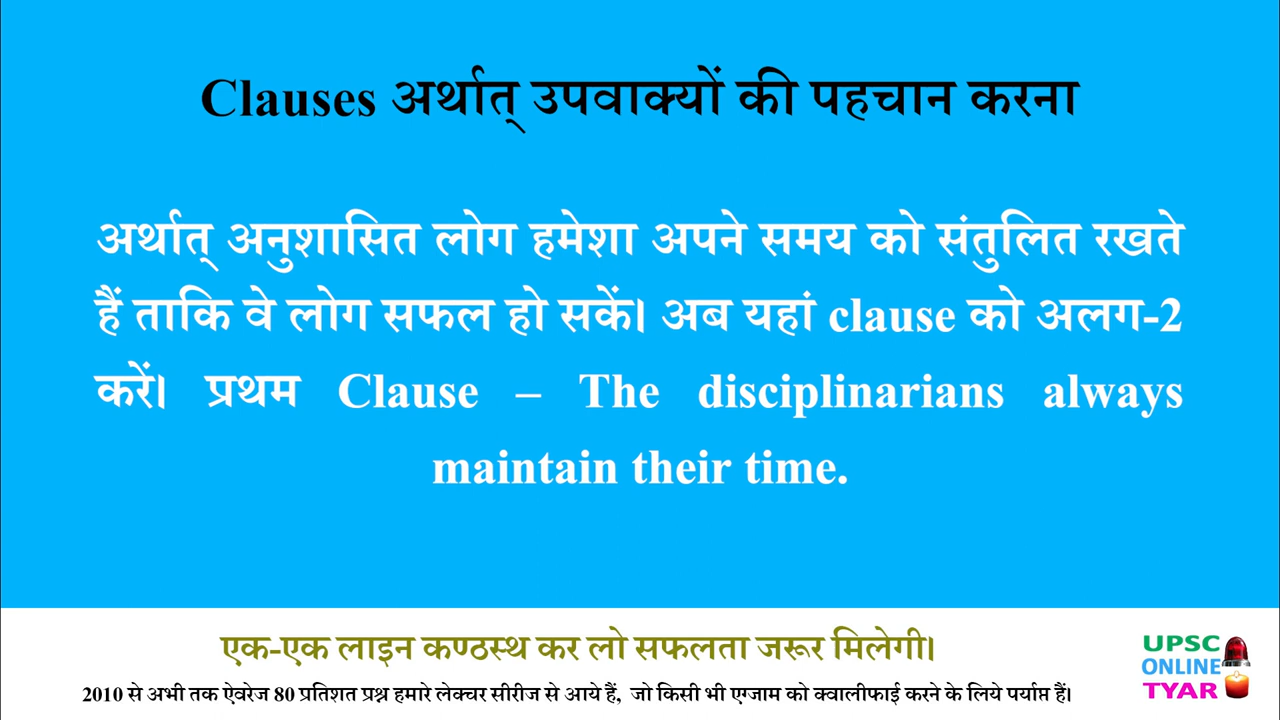 Clauses अर्थात् उपवाक्यों की पहचान करना
अर्थात् अनुशासित लोग हमेशा अपने समय को संतुलित रखते
हैं ताकि वे लोग सफल हो सकें। अब यहां clause को अलग-2
करें। प्रथम Clause – The disciplinarians always
maintain their time.
एक-एक लाइन कण्ठस्थ कर लो सफलता जरूर मिलेगी।
2010 से अभी तक ऐवरेज 80 प्रतिशत प्रश्न हमारे लेक्चर सीरीज से आये हैं, जो किसी भी एग्जाम को क्वालीफाई करने के लिये पर्याप्त हैं।
UPSC
ONLINE
TYAR